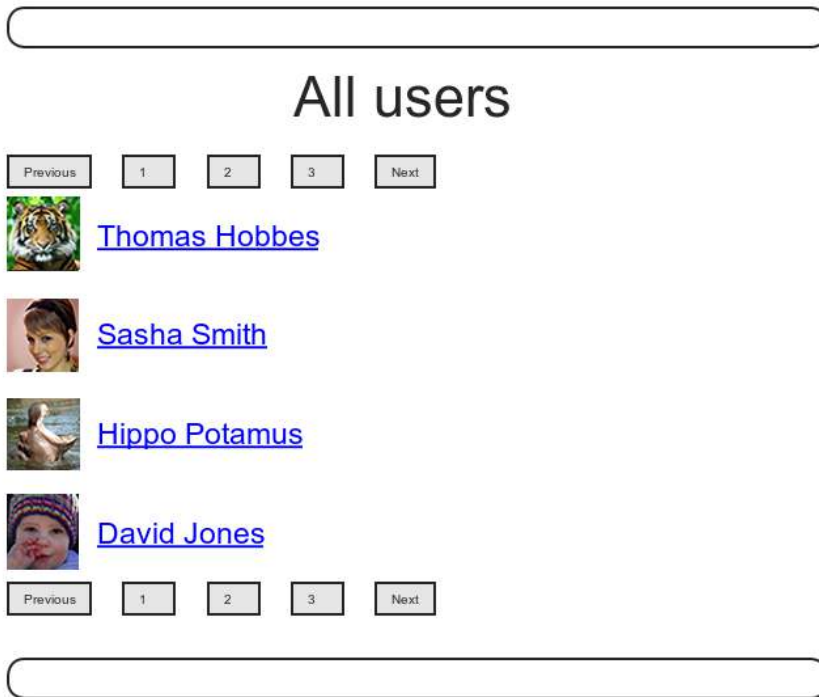 All users
Previous 1 2 3 Next
Thomas Hobbes
Sasha Smith
Hippo Potamus
David Jones
Previous 1 2 3 Next